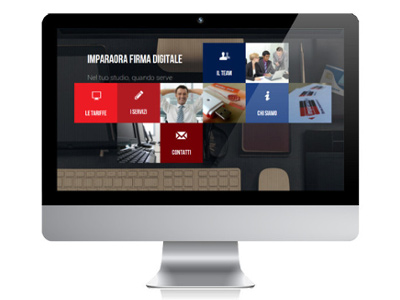 IMPARAORA FIRMA DIGITALE
Nel tuo studio, quando serve
IL TEAM
LE TARIFFE
I SERVIZI
CHI SIAMO
CONTATTI